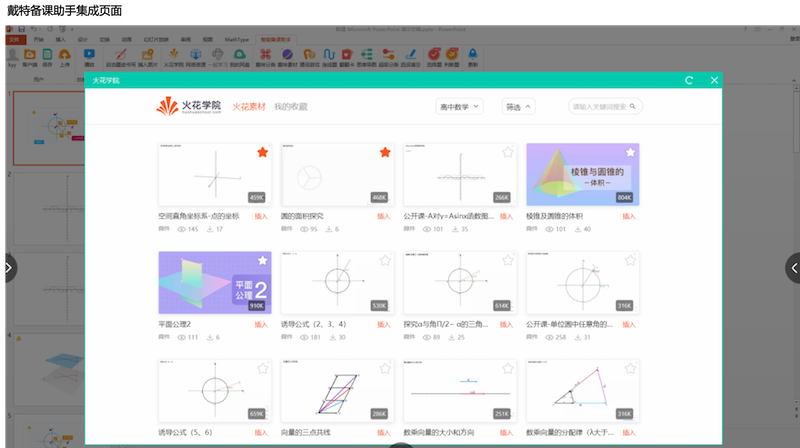 戴特备课助手集成页面
MathType
火花学院
火花学院
huohuaschool.com
火花素材
我的收藏
高中数学
筛选
请输入关键词搜索
459K
468K
266K
棱锥与圆锥的
—体积—
804K
空间直角坐标系-点的坐标 插入
圆的面积探究 插入
公开课-A对y=Asinx函数图... 插入
棱锥及圆锥的体积 插入
课件 145 17
课件 95 6
课件 101 35
课件 101 40
平面
公理2
910K
530K
614K
316K
平面公理2 插入
诱导公式（2、3、4） 插入
探究α与角Π/2- α的三角... 插入
公开课-单位圆中任意角的... 插入
课件 111 6
课件 181 30
课件 89 25
课件 258 31
659K
286K
251K
316K
诱导公式（5、6） 插入
向量的三点共线 插入
数乘向量的大小和方向 插入
数乘向量的分配律（λ大于... 插入